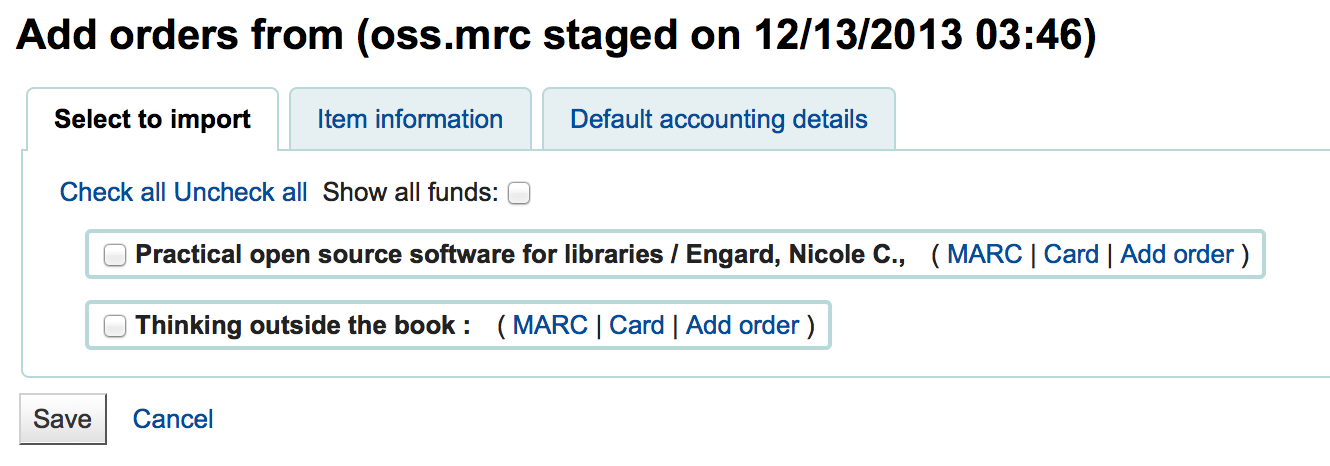 Add orders from (oss.mrc staged on 12/13/2013 03:46)
Select to import Item information Default accounting details
Check all Uncheck all Show all funds:
Practical open source software for libraries / Engard, Nicole C., ( MARC | Card | Add order )
Thinking outside the book : ( MARC | Card | Add order )
Save Cancel